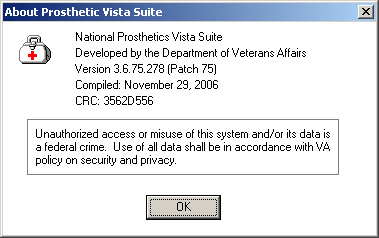 About Prosthetic Vista Suite
National Prosthetics Vista Suite
Developed by the Department of Veterans Affairs
Version 3.6.75.278 (Patch 75)
Compiled: November 29, 2006
CRC: 3562D556
Unauthorized access or misuse of this system and/or its data is
a federal crime.  Use of all data shall be in accordance with VA
policy on security and privacy.
OK